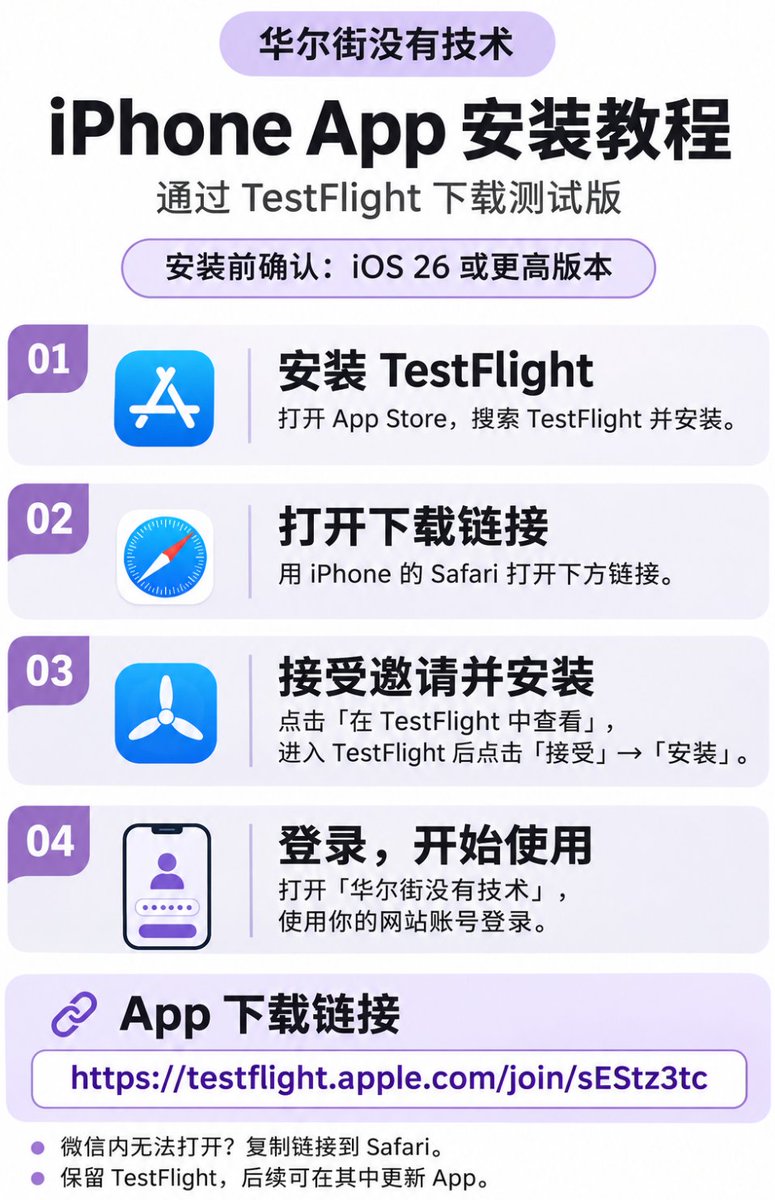 华尔街没有技术
iPhone App 安装教程
通过 TestFlight 下载测试版
安装前确认：iOS 26 或更高版本
01
安装 TestFlight
打开 App Store，搜索 TestFlight 并安装。
02
打开下载链接
用 iPhone 的 Safari 打开下方链接。
03
接受邀请并安装
点击「在 TestFlight 中查看」，
进入 TestFlight 后点击「接受」→「安装」。
04
登录，开始使用
打开「华尔街没有技术」，
使用你的网站账号登录。
App 下载链接
https://testflight.apple.com/join/sEStz3tc
微信内无法打开？复制链接到 Safari。
保留 TestFlight，后续可在其中更新 App。